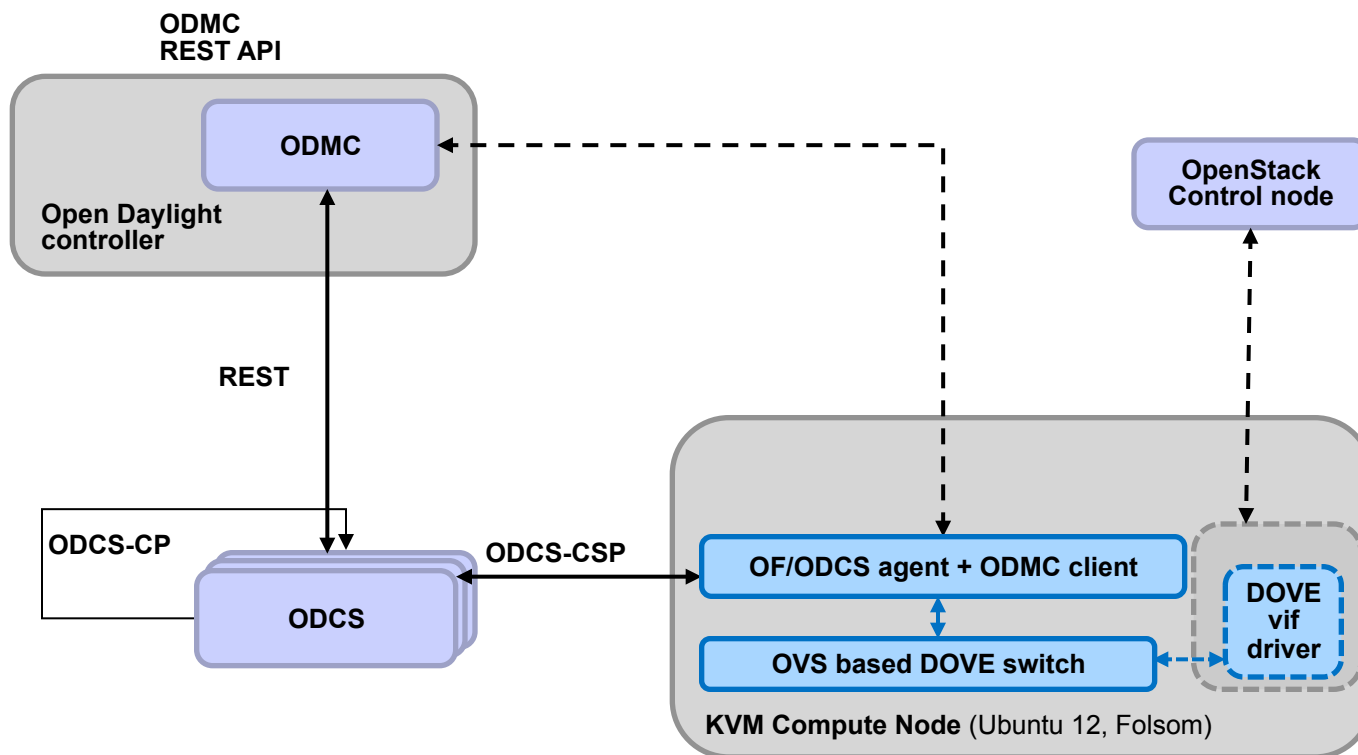 ODMC
REST API
ODMC
Open Daylight
controller
OpenStack
Control node
REST
ODCS-CP
ODCS-CSP
ODCS
OF/ODCS agent + ODMC client
OVS based DOVE switch
DOVE
vif
driver
KVM Compute Node (Ubuntu 12, Folsom)